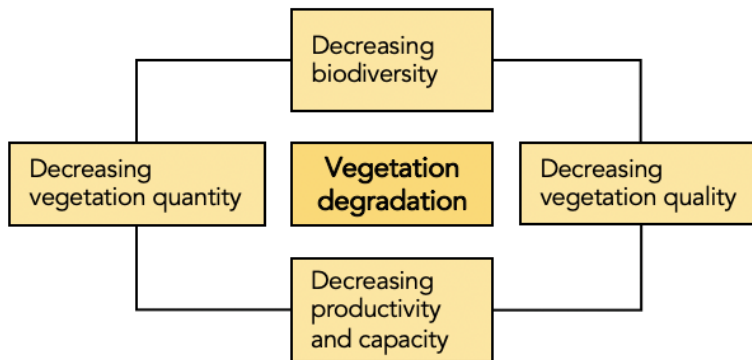 Decreasing
biodiversity
Decreasing
vegetation quantity
Vegetation
degradation
Decreasing
vegetation quality
Decreasing
productivity
and capacity